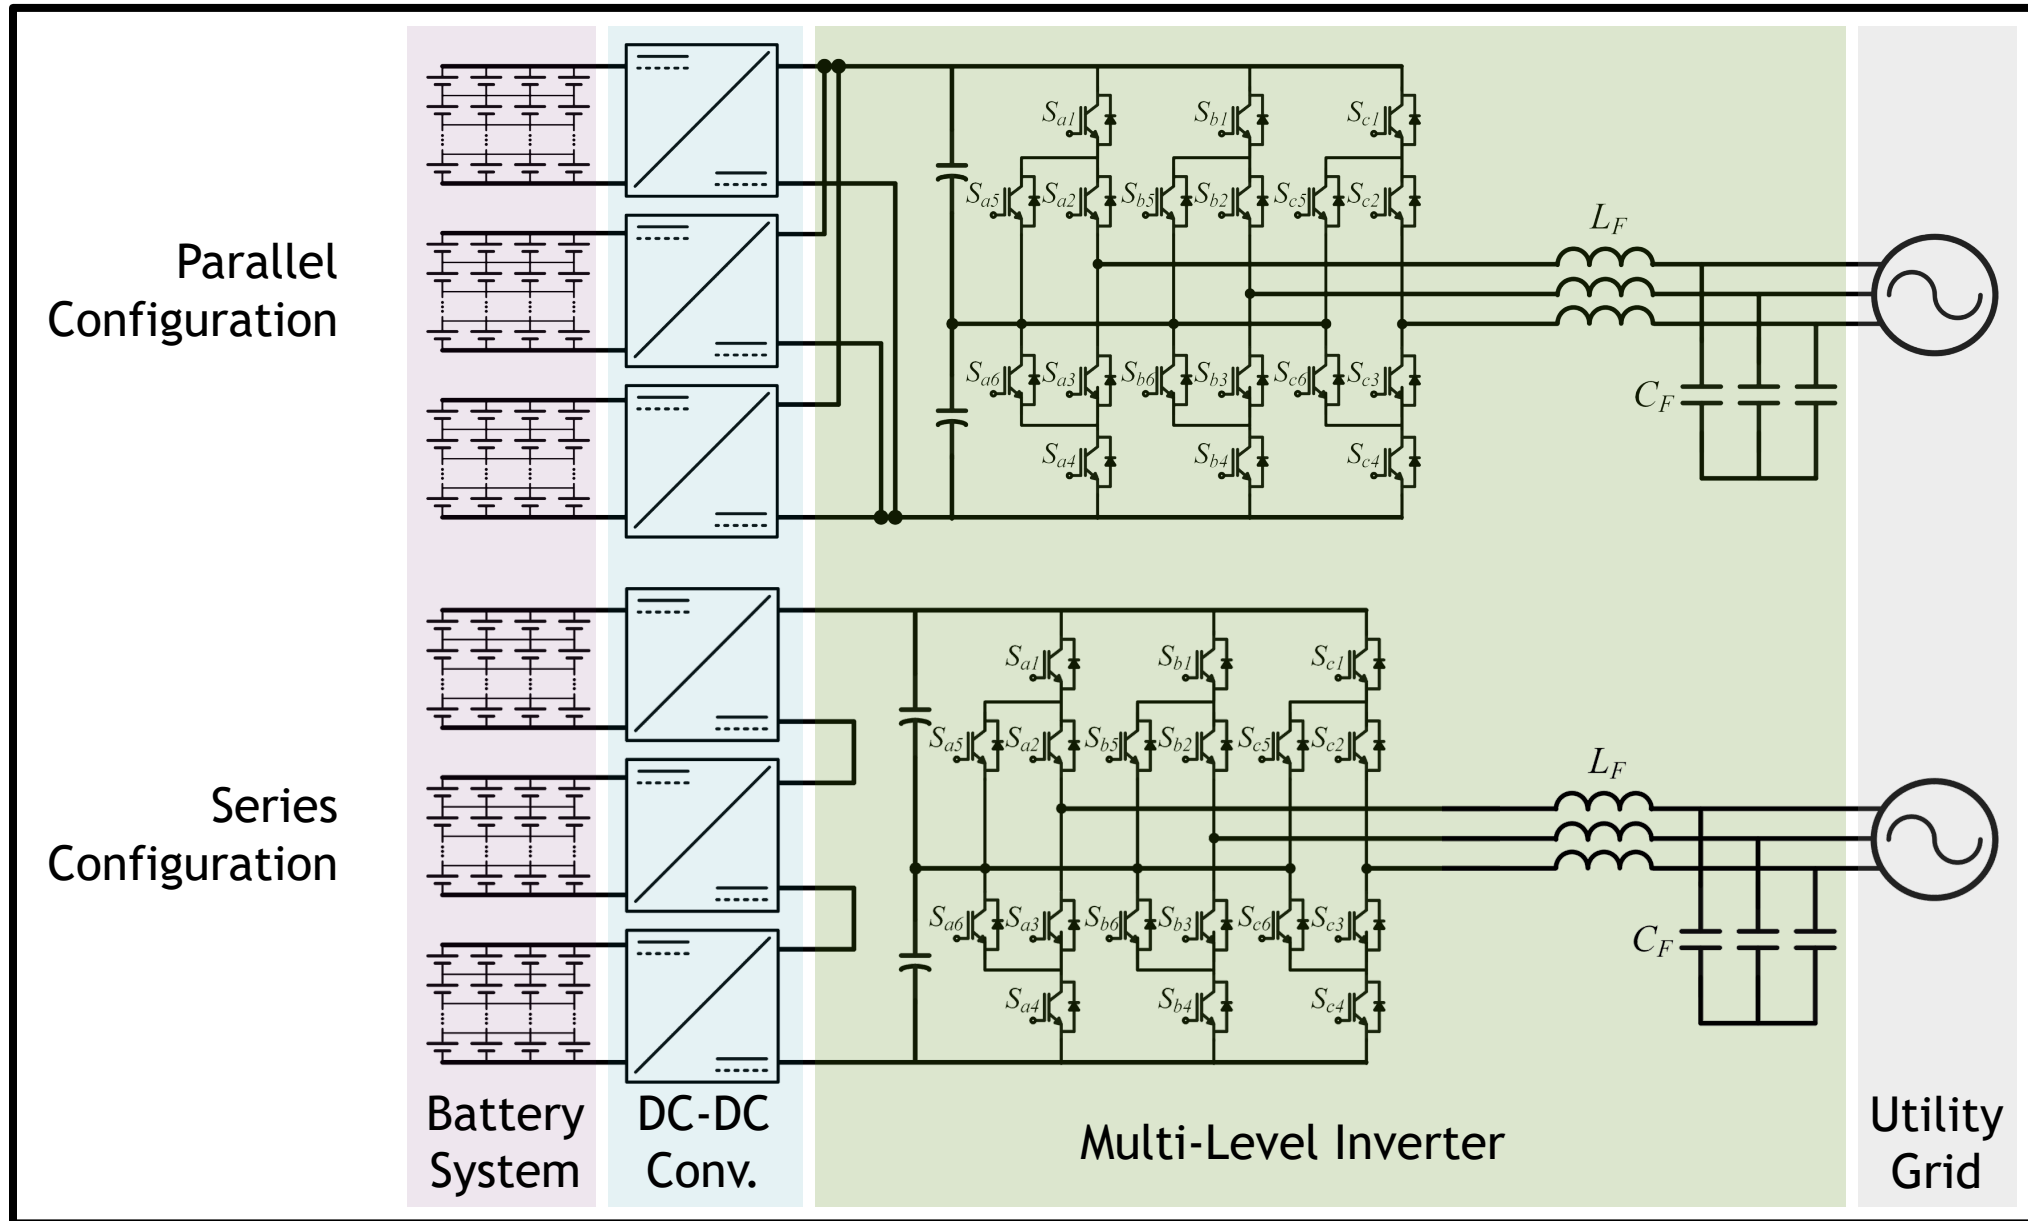 Parallel
Configuration
S_a1 S_b1 S_c1
S_a5 S_a2 S_b5 S_b2 S_c5 S_c2
L_F
S_a6 S_a3 S_b6 S_b3 S_c6 S_c3
C_F
S_a4 S_b4 S_c4
Series
Configuration
S_a1 S_b1 S_c1
S_a5 S_a2 S_b5 S_b2 S_c5 S_c2
L_F
S_a6 S_a3 S_b6 S_b3 S_c6 S_c3
C_F
S_a4 S_b4 S_c4
Battery
System
DC-DC
Conv.
Multi-Level Inverter
Utility
Grid